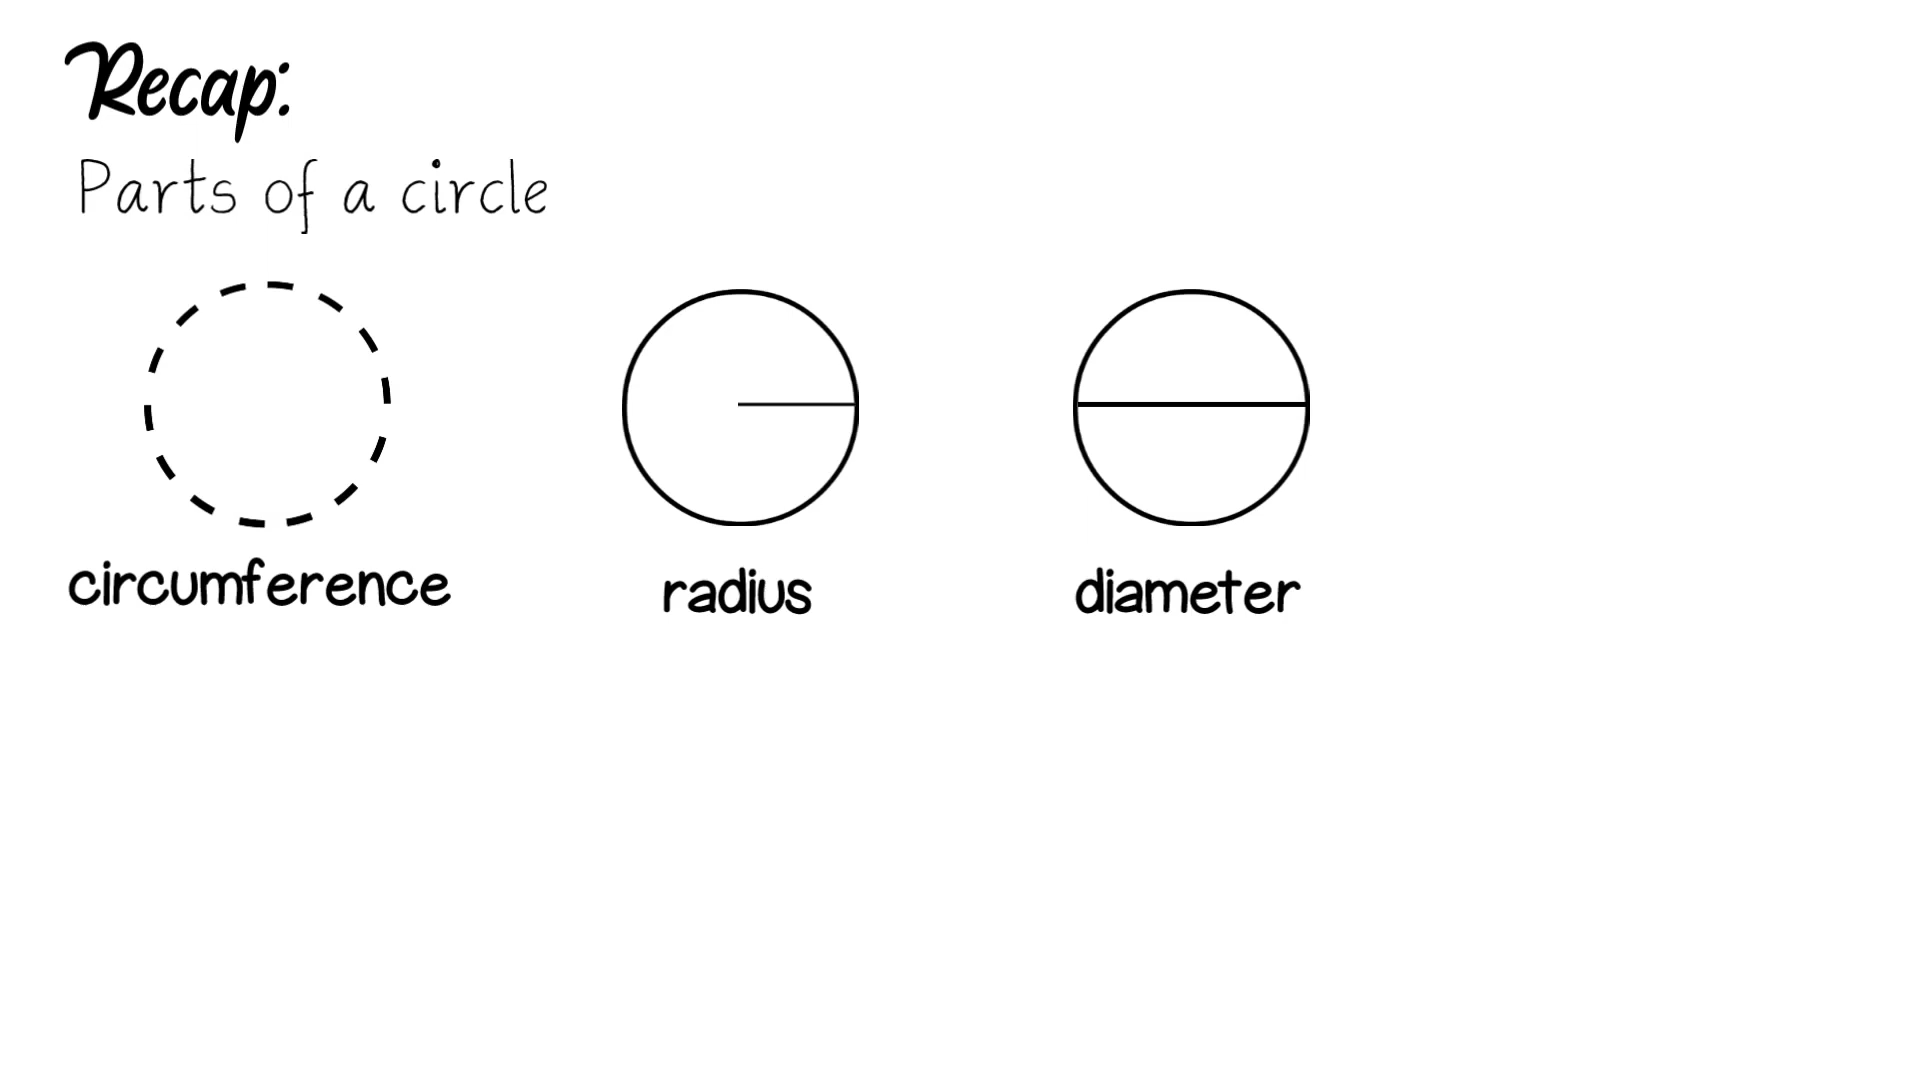 Recap:
Parts of a circle
circumference
radius
diameter